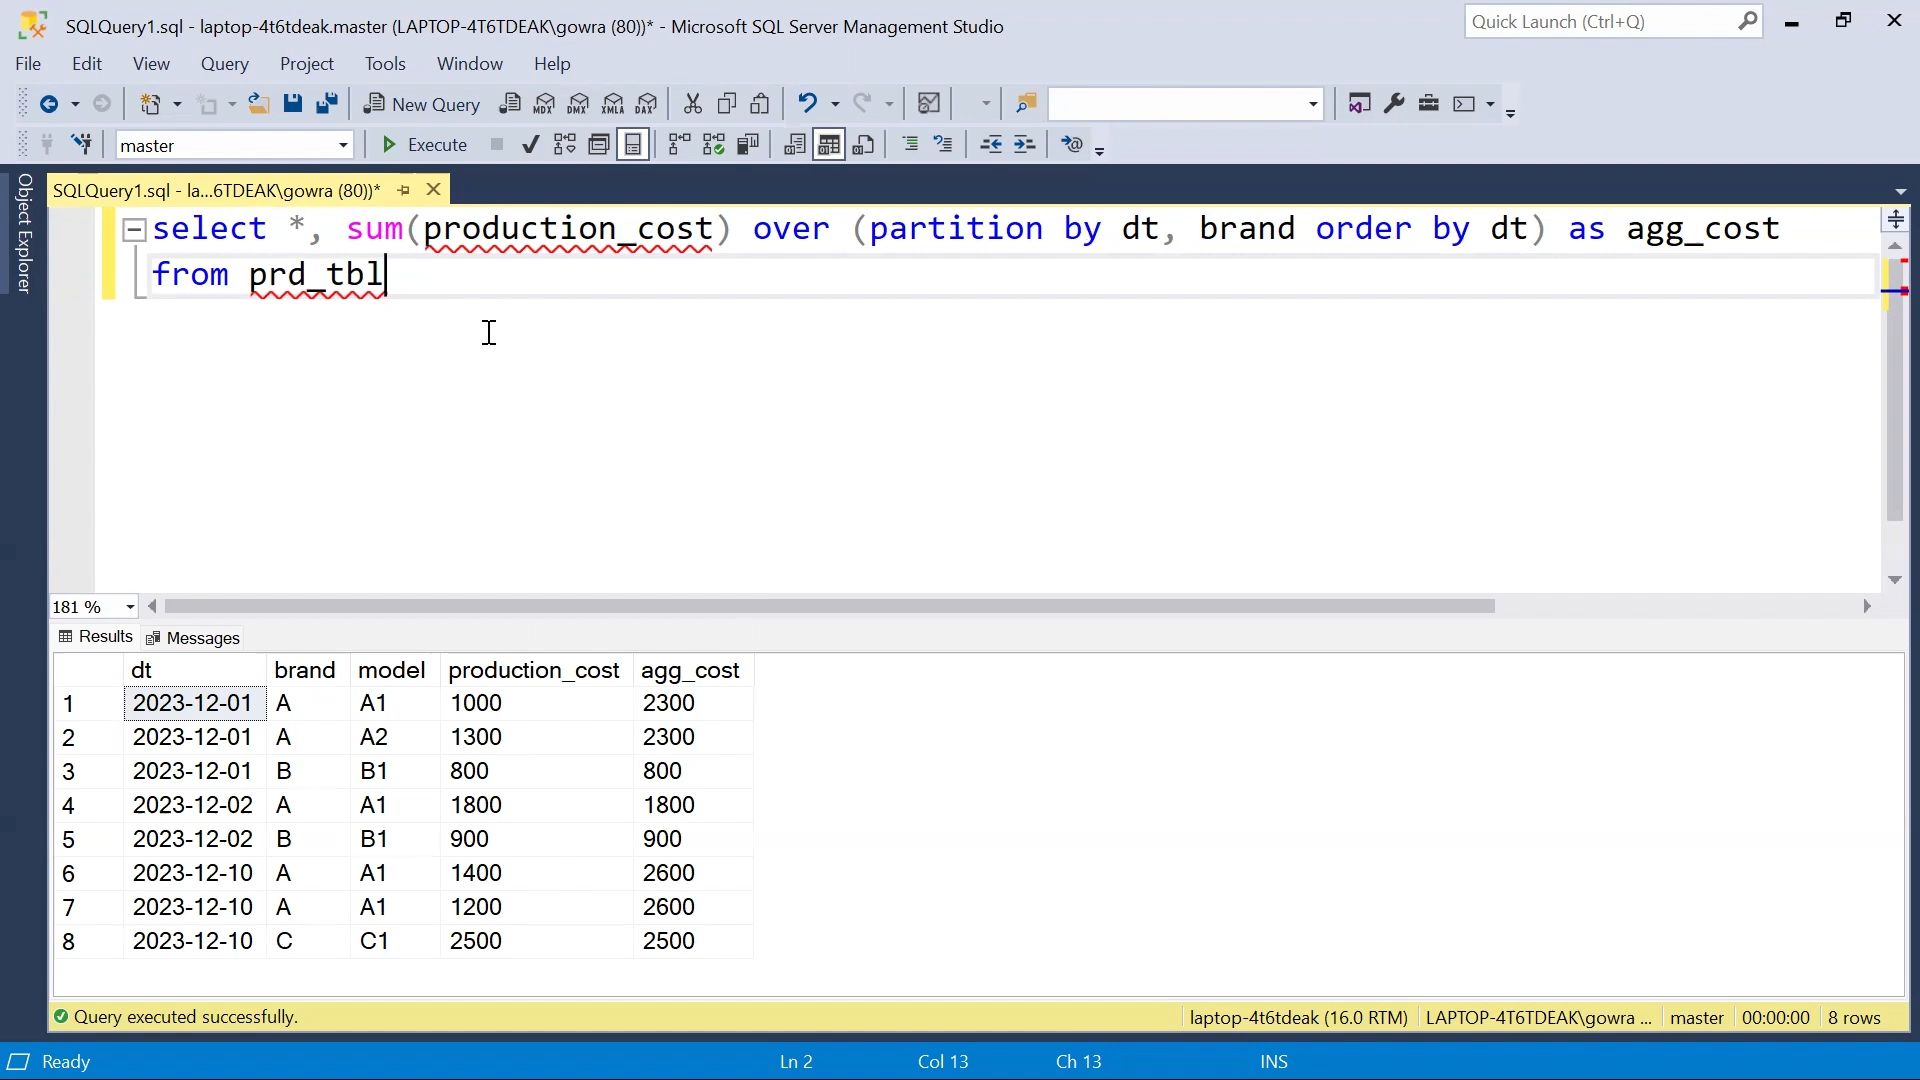 SQLQuery1.sql - laptop-4t6tdeak.master (LAPTOP-4T6TDEAK\gowra (80))* - Microsoft SQL Server Management Studio
Quick Launch (Ctrl+Q)
File Edit View Query Project Tools Window Help
New Query MDX DMX XMLA DAX
master Execute
Object Explorer
SQLQuery1.sql - la...6TDEAK\gowra (80))*
select *, sum(production_cost) over (partition by dt, brand order by dt) as agg_cost
from prd_tbl
181 %
Results Messages
dt brand model production_cost agg_cost
1 2023-12-01 A A1 1000 2300
2 2023-12-01 A A2 1300 2300
3 2023-12-01 B B1 800 800
4 2023-12-02 A A1 1800 1800
5 2023-12-02 B B1 900 900
6 2023-12-10 A A1 1400 2600
7 2023-12-10 A A1 1200 2600
8 2023-12-10 C C1 2500 2500
Query executed successfully. laptop-4t6tdeak (16.0 RTM) LAPTOP-4T6TDEAK\gowra ... master 00:00:00 8 rows
Ready Ln 2 Col 13 Ch 13 INS